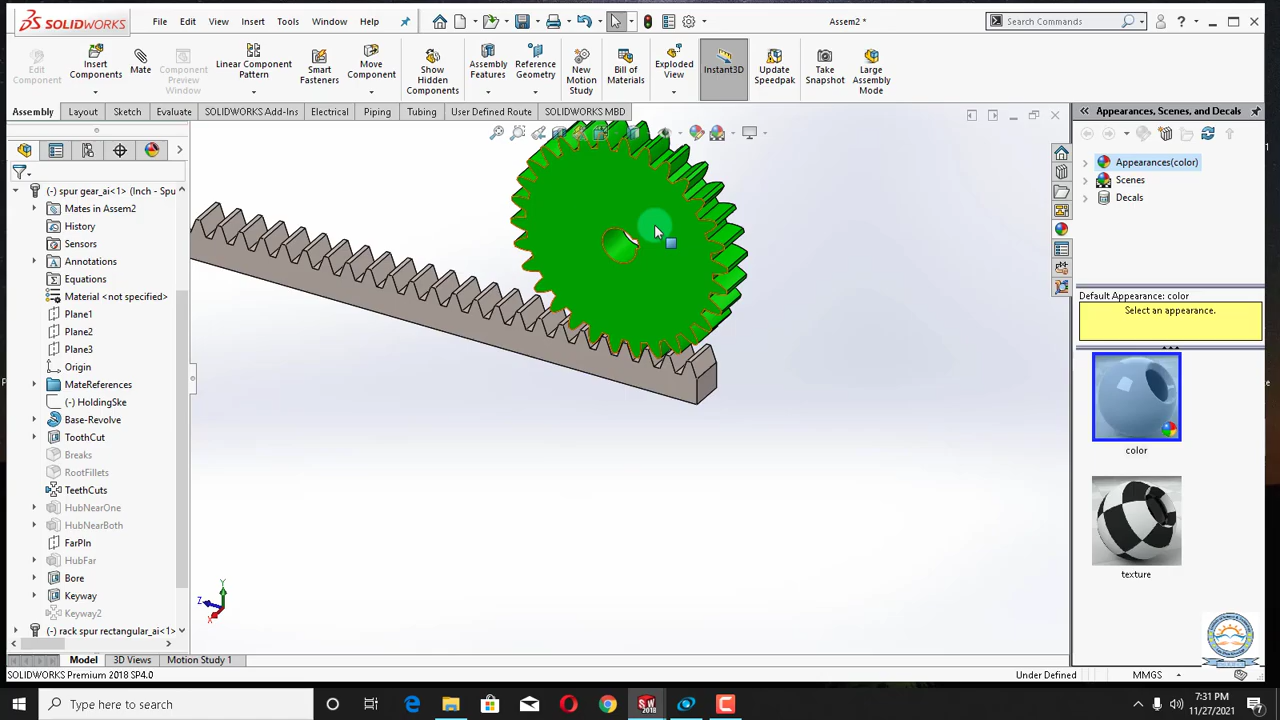 SOLIDWORKS
File Edit View Insert Tools Window Help
Assem2 *
Search Commands
Edit Component
Insert Components
Mate
Component Preview Window
Linear Component Pattern
Smart Fasteners
Move Component
Show Hidden Components
Assembly Features
Reference Geometry
New Motion Study
Bill of Materials
Exploded View
Instant3D
Update Speedpak
Take Snapshot
Large Assembly Mode
Assembly Layout Sketch Evaluate SOLIDWORKS Add-Ins Electrical Piping Tubing User Defined Route SOLIDWORKS MBD
(-) spur gear_ai<1> (Inch - Spu
Mates in Assem2
History
Sensors
Annotations
Equations
Material <not specified>
Plane1
Plane2
Plane3
Origin
MateReferences
(-) HoldingSke
Base-Revolve
ToothCut
Breaks
RootFillets
TeethCuts
HubNearOne
HubNearBoth
FarPln
HubFar
Bore
Keyway
Keyway2
(-) rack spur rectangular_ai<1>
Y
Z
X
Appearances, Scenes, and Decals
Appearances(color)
Scenes
Decals
Default Appearance: color
Select an appearance.
color
texture
Model 3D Views Motion Study 1
SOLIDWORKS Premium 2018 SP4.0
Under Defined
MMGS
Type here to search
SW
2018
7:31 PM
11/27/2021